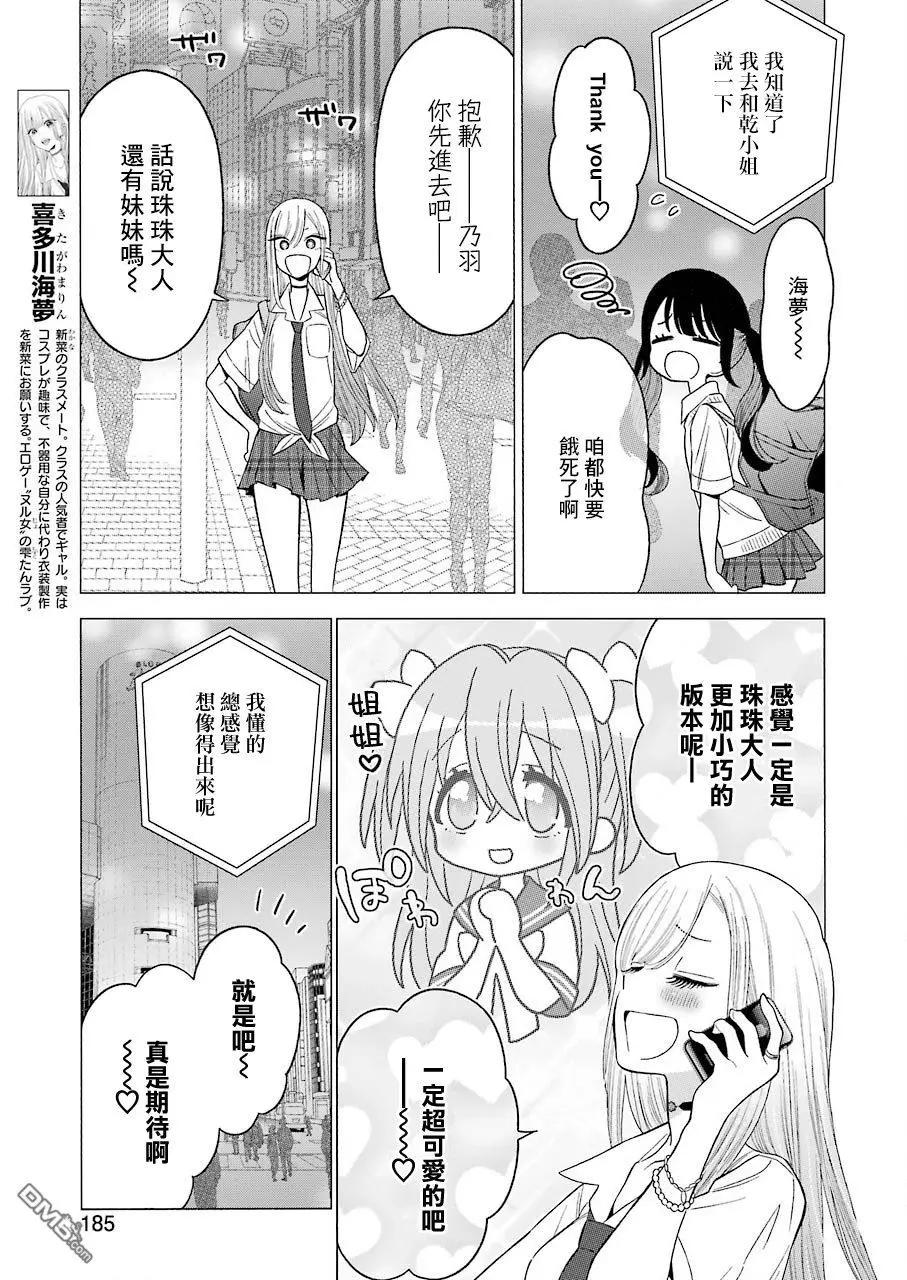 我知道了
我去和乾小姐
説一下
Thank you—♡
海夢~
咱都快要
餓死了啊
抱歉——乃羽
你先進去吧——
話說珠珠大人
還有妹妹嗎~
ザワ
ザワ
きたがわまりん
喜多川海夢
わかな
新菜のクラスメート。クラスの人気者でギャル。実は
コスプレが趣味で、不器用な自分に代わり衣装製作
を新菜にお願いする。エロゲー〝ヌル女〟の雫たんラブ。
感覺一定是
珠珠大人
更加小巧的
版本呢—
姐姐♡
ぽわわん
一定超可愛的吧
——~♡
我懂的
總感覺
想像得出來呢
就是吧~
真是期待啊
~♡
185